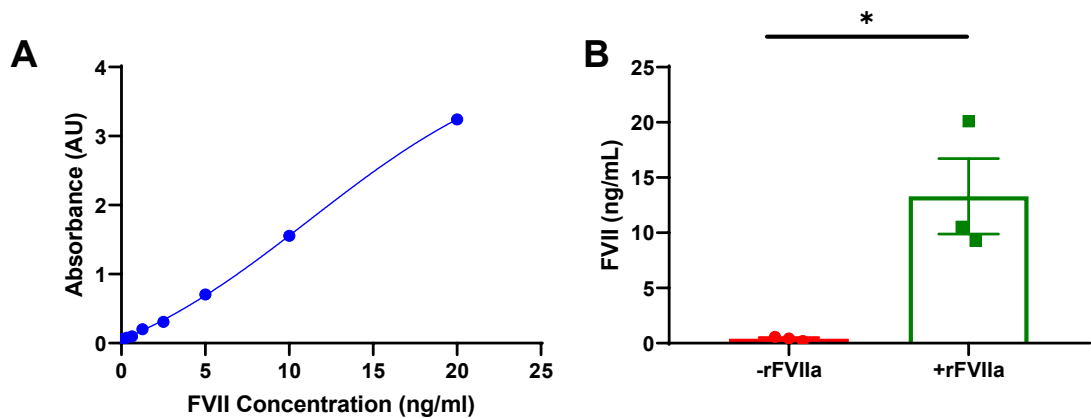 A
4
3
2
1
0
Absorbance (AU)
0 5 10 15 20 25
FVII Concentration (ng/ml)
B
*
25
20
15
10
5
0
FVII (ng/mL)
-rFVIIa +rFVIIa